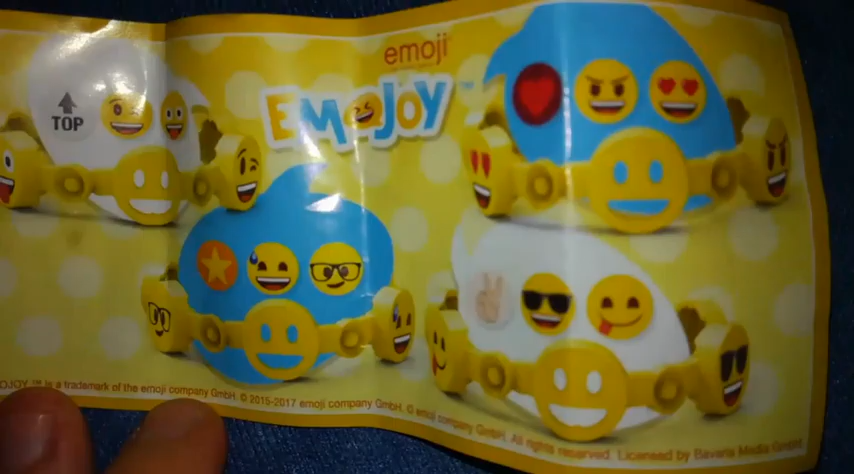 emoji
EMOJOY™
TOP
OJOY ™ is a trademark of the emoji company GmbH. © 2015-2017 emoji company GmbH. © emoji company GmbH. All rights reserved. Licensed by Bavaria Media GmbH.